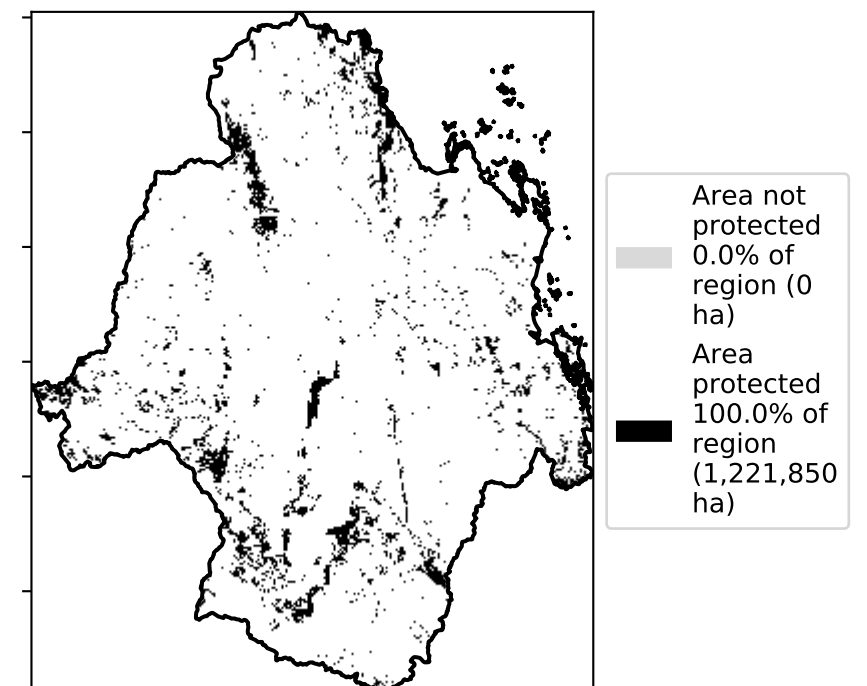 Area not
protected
0.0% of
region (0
ha)
Area
protected
100.0% of
region
(1,221,850
ha)